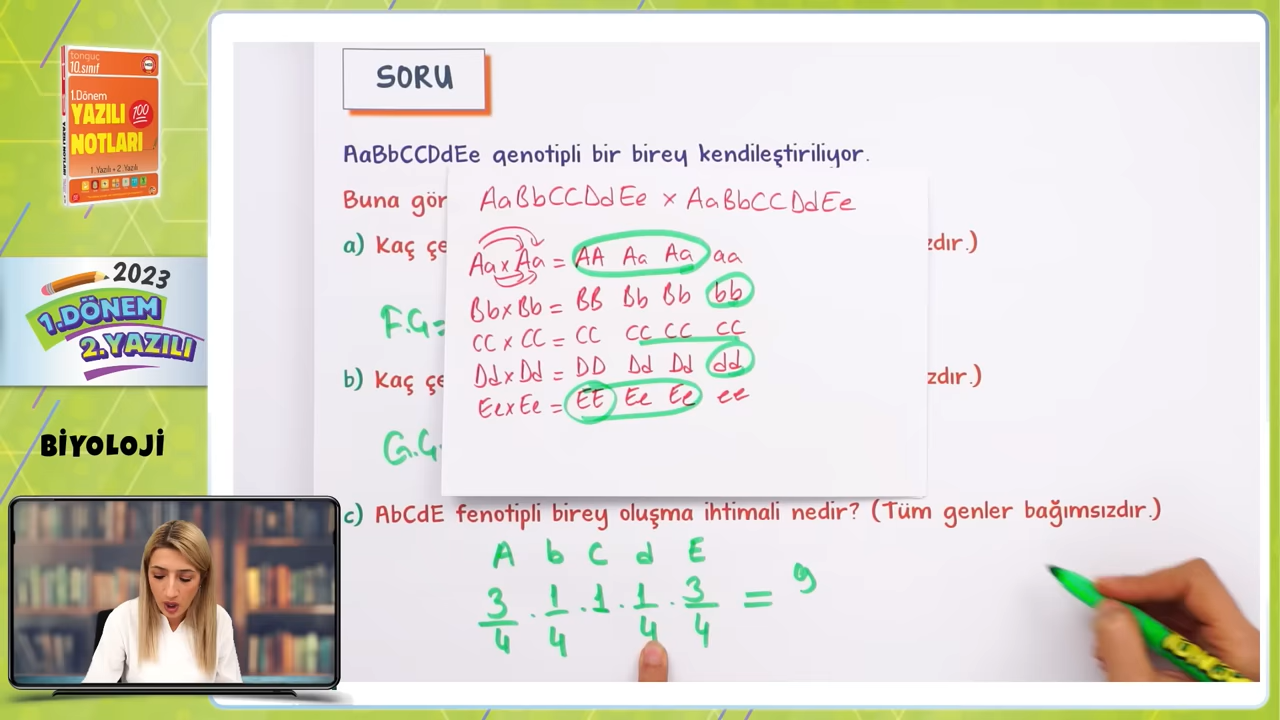 tonguç
10.sınıf
1.Dönem
YAZILI
100
NOTLARI
1.Yazılı • 2.Yazılı
YAZILI NOTLARI
2023
1.DÖNEM
2.YAZILI
BİYOLOJİ
SORU
AaBbCCDdEe genotipli bir birey kendileştiriliyor.
Buna gör
AaBbCCDdEe x AaBbCCDdEe
a) Kaç çe
zdır.)
Aa x Aa = AA Aa Aa aa
Bb x Bb = BB Bb Bb bb
F.G=
CC x CC = CC CC CC CC
Dd x Dd = DD Dd Dd dd
b) Kaç çe
zdır.)
Ee x Ee = EE Ee Ee ee
G.G
c) AbCdE fenotipli birey oluşma ihtimali nedir? (Tüm genler bağımsızdır.)
A b C d E
3/4 . 1/4 . 1 . 1/4 . 3/4 = 9